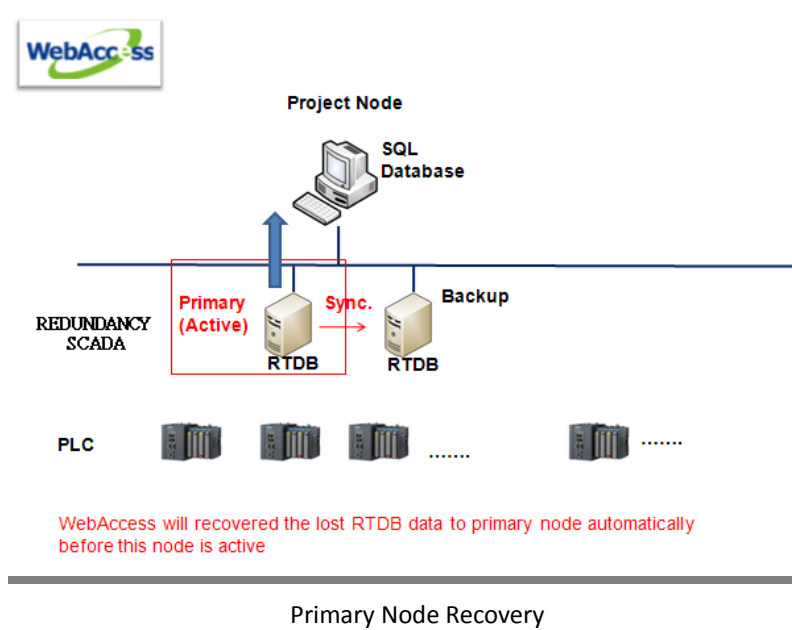 WebAccess
Project Node
SQL
Database
Primary
(Active)
Sync.
Backup
REDUNDANCY
SCADA
RTDB
RTDB
PLC
.......
.......
WebAccess will recovered the lost RTDB data to primary node automatically
before this node is active
Primary Node Recovery